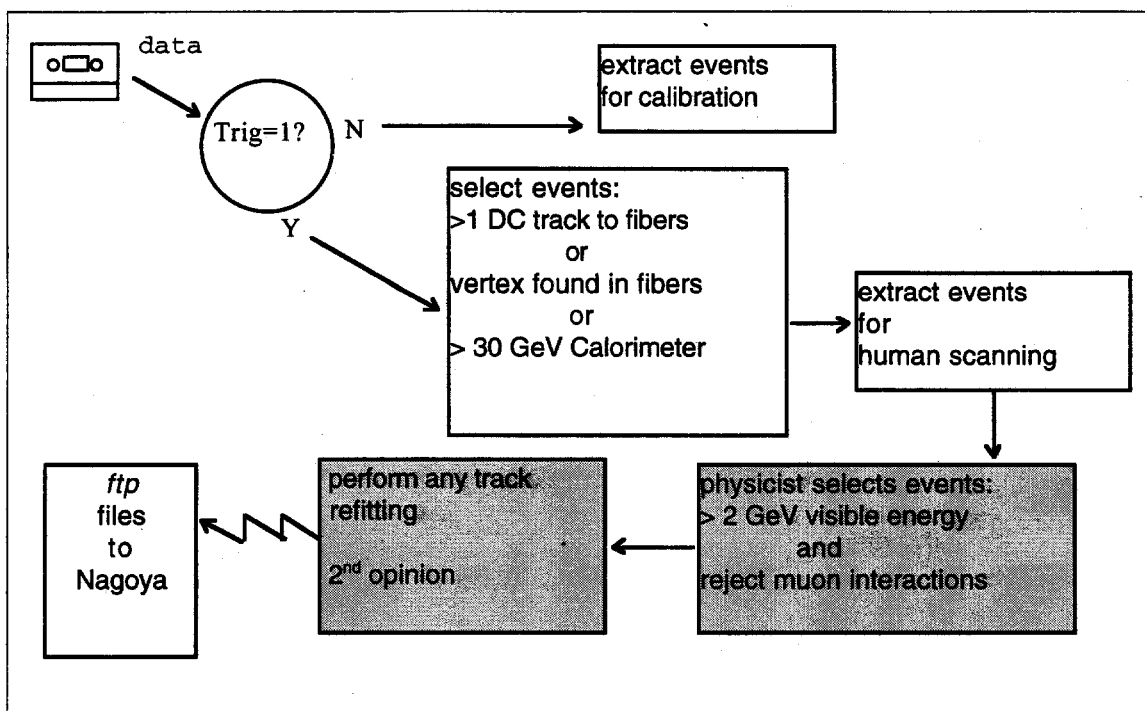 data
Trig=1?
N
Y
extract events
for calibration
select events:
>1 DC track to fibers
or
vertex found in fibers
or
> 30 GeV Calorimeter
extract events
for
human scanning
physicist selects events:
> 2 GeV visible energy
and
reject muon interactions
perform any track
refitting
2nd opinion
ftp
files
to
Nagoya